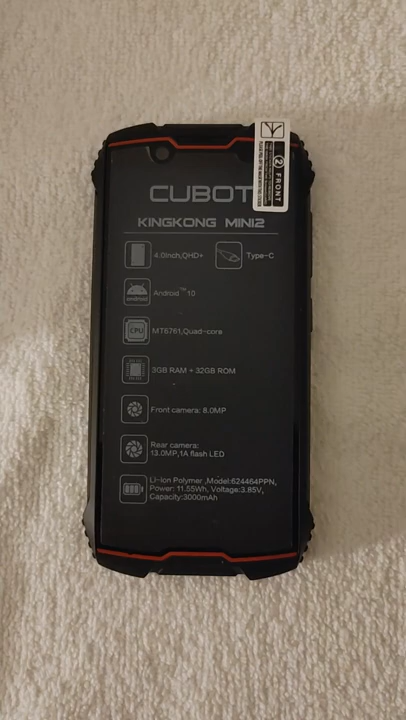 CUBOT
KINGKONG MINI2
4.0inch,QHD+ Type-C
android
Android™10
CPU
MT6761,Quad-core
3GB RAM + 32GB ROM
Front camera: 8.0MP
Rear camera:
13.0MP,1A flash LED
Li-ion Polymer ,Model:624464PPN,
Power: 11.55Wh, Voltage:3.85V,
Capacity:3000mAh
② FRONT